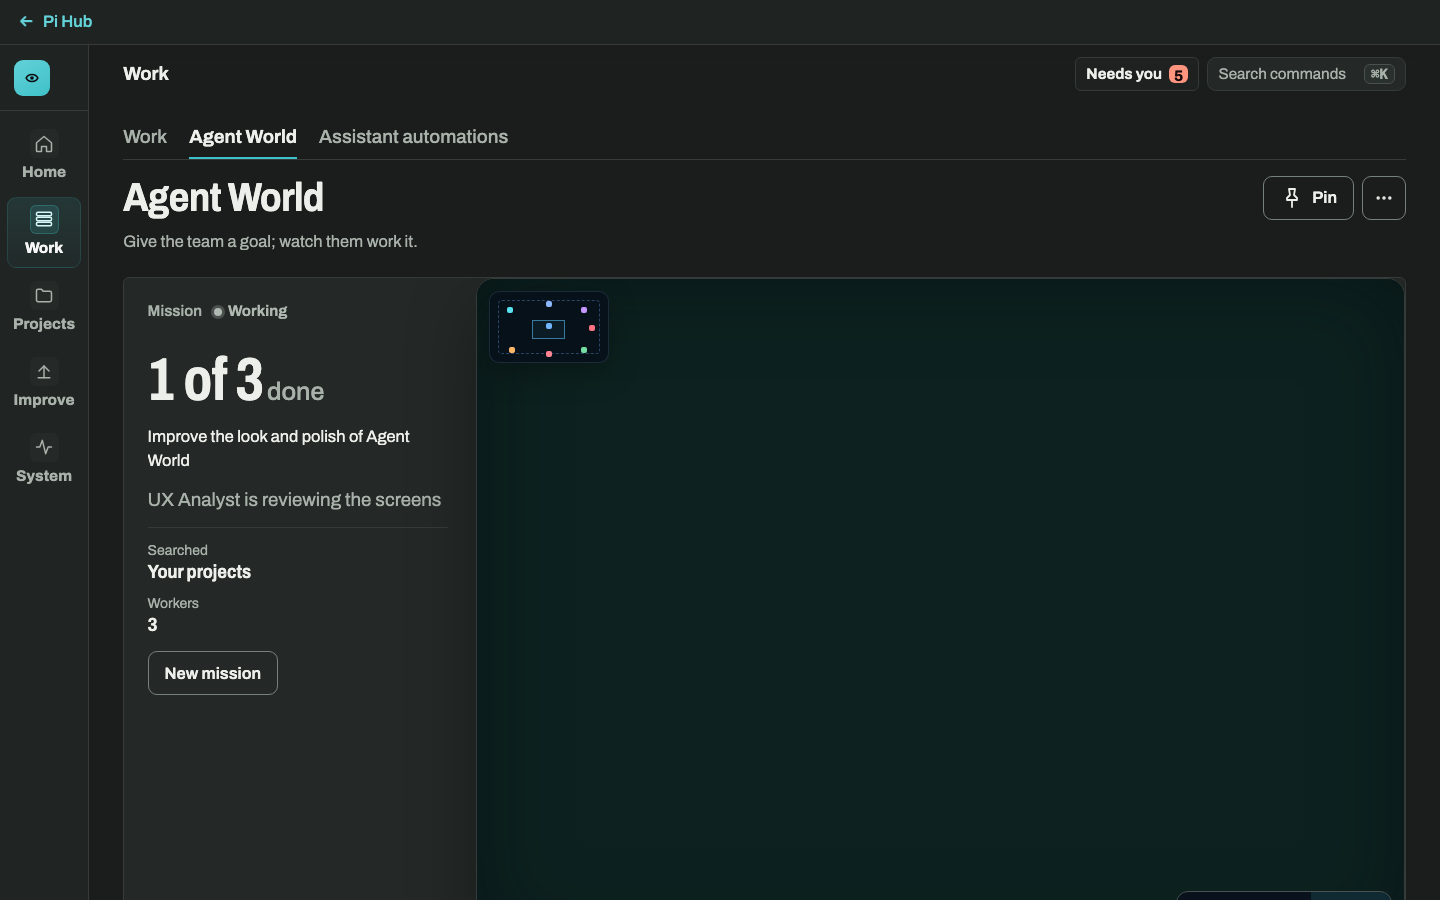 Pi Hub
Work
Needs you 5
Search commands ⌘K
Home
Work
Projects
Improve
System
Work Agent World Assistant automations
Agent World
Pin
Give the team a goal; watch them work it.
Mission Working
1 of 3 done
Improve the look and polish of Agent
World
UX Analyst is reviewing the screens
Searched
Your projects
Workers
3
New mission